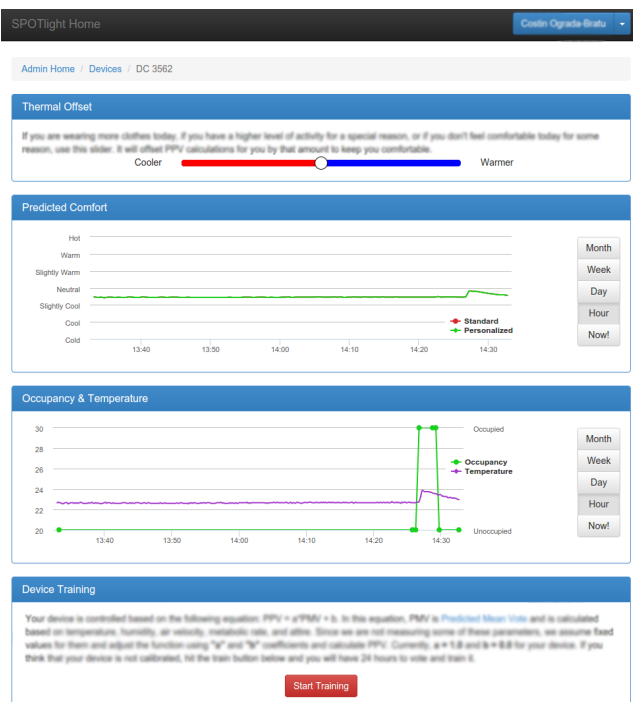 SPOTlight Home
Costin Ograda-Bratu
Admin Home / Devices / DC 3562
Thermal Offset
If you are wearing more clothes today, if you have a higher level of activity for a special reason, or if you don't feel comfortable today for some
reason, use this slider. It will offset PPV calculations for you by that amount to keep you comfortable.
Cooler Warmer
Predicted Comfort
Hot
Warm
Slightly Warm
Neutral
Slightly Cool
Cool
Cold
Standard
Personalized
13:40 13:50 14:00 14:10 14:20 14:30
Month
Week
Day
Hour
Now!
Occupancy & Temperature
30
28
26
24
22
20
Occupied
Occupancy
Temperature
Unoccupied
13:40 13:50 14:00 14:10 14:20 14:30
Month
Week
Day
Hour
Now!
Device Training
Your device is controlled based on the following equation: PPV = a*PMV + b. In this equation, PMV is Predicted Mean Vote and is calculated
based on temperature, humidity, air velocity, metabolic rate, and attire. Since we are not measuring some of these parameters, we assume fixed
values for them and adjust the function using "a" and "b" coefficients and calculate PPV. Currently, and for your device. If you
think that your device is not calibrated, hit the train button below and you will have 24 hours to vote and train it.
Start Training